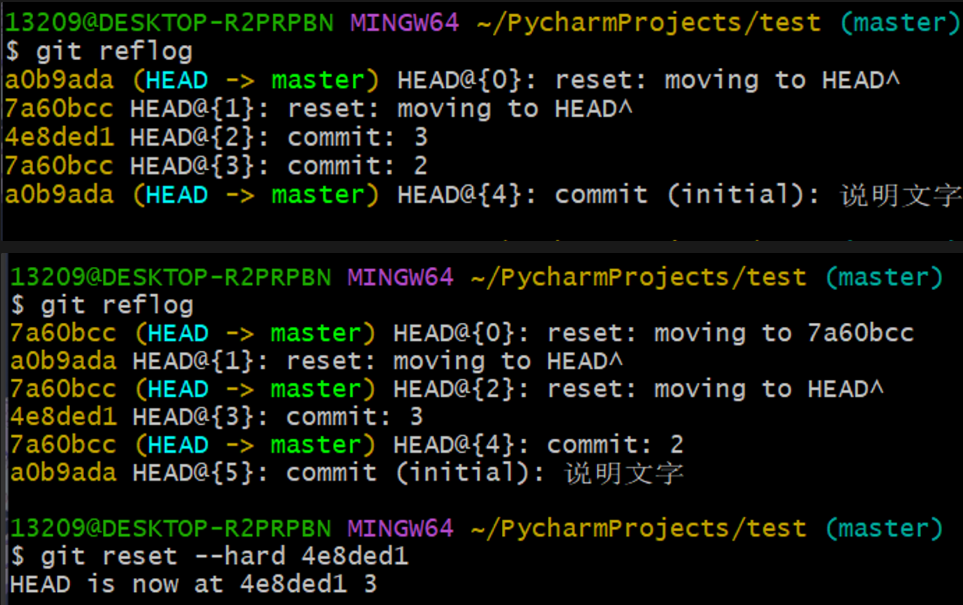 13209@DESKTOP-R2PRPBN MINGW64 ~/PycharmProjects/test (master)
$ git reflog
a0b9ada (HEAD -> master) HEAD@{0}: reset: moving to HEAD^
7a60bcc HEAD@{1}: reset: moving to HEAD^
4e8ded1 HEAD@{2}: commit: 3
7a60bcc HEAD@{3}: commit: 2
a0b9ada (HEAD -> master) HEAD@{4}: commit (initial): 说明文字
13209@DESKTOP-R2PRPBN MINGW64 ~/PycharmProjects/test (master)
$ git reflog
7a60bcc (HEAD -> master) HEAD@{0}: reset: moving to 7a60bcc
a0b9ada HEAD@{1}: reset: moving to HEAD^
7a60bcc (HEAD -> master) HEAD@{2}: reset: moving to HEAD^
4e8ded1 HEAD@{3}: commit: 3
7a60bcc (HEAD -> master) HEAD@{4}: commit: 2
a0b9ada HEAD@{5}: commit (initial): 说明文字
13209@DESKTOP-R2PRPBN MINGW64 ~/PycharmProjects/test (master)
$ git reset --hard 4e8ded1
HEAD is now at 4e8ded1 3